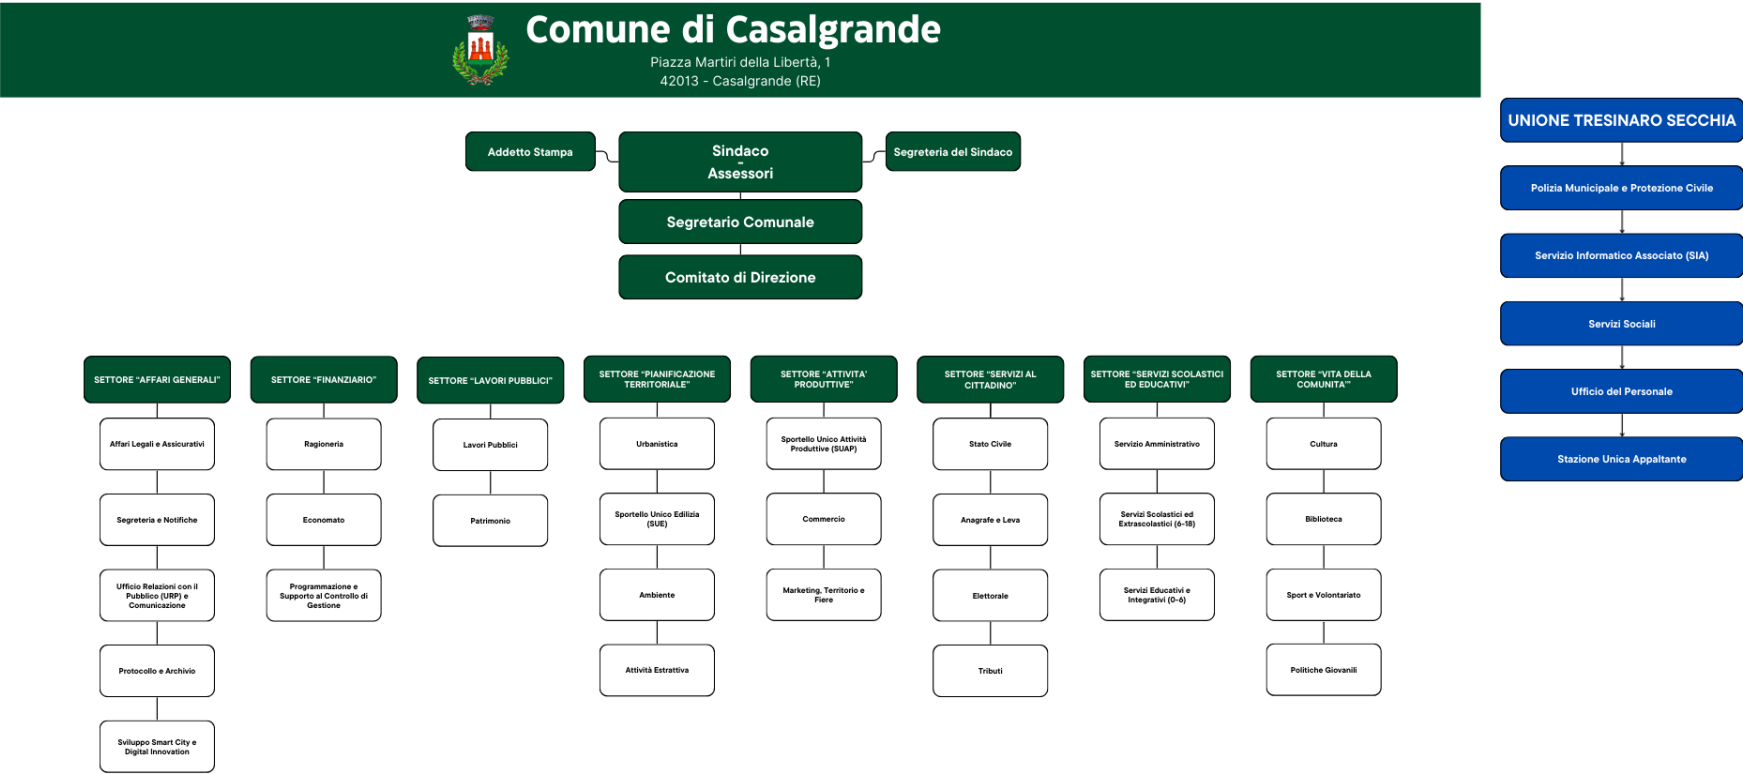 Comune di Casalgrande
Piazza Martiri della Libertà, 1
42013 - Casalgrande (RE)
Addetto Stampa
Sindaco
-
Assessori
Segreteria del Sindaco
Segretario Comunale
Comitato di Direzione
SETTORE “AFFARI GENERALI”
Affari Legali e Assicurativi
Segreteria e Notifiche
Ufficio Relazioni con il
Pubblico (URP) e
Comunicazione
Protocollo e Archivio
Sviluppo Smart City e
Digital Innovation
SETTORE “FINANZIARIO”
Ragioneria
Economato
Programmazione e
Supporto al Controllo di
Gestione
SETTORE “LAVORI PUBBLICI”
Lavori Pubblici
Patrimonio
SETTORE “PIANIFICAZIONE
TERRITORIALE”
Urbanistica
Sportello Unico Edilizia
(SUE)
Ambiente
Attività Estrattiva
SETTORE “ATTIVITA’
PRODUTTIVE”
Sportello Unico Attività
Produttive (SUAP)
Commercio
Marketing, Territorio e
Fiere
SETTORE “SERVIZI AL
CITTADINO”
Stato Civile
Anagrafe e Leva
Elettorale
Tributi
SETTORE “SERVIZI SCOLASTICI
ED EDUCATIVI”
Servizio Amministrativo
Servizi Scolastici ed
Extrascolastici (6-18)
Servizi Educativi e
Integrativi (0-6)
SETTORE “VITA DELLA
COMUNITA’”
Cultura
Biblioteca
Sport e Volontariato
Politiche Giovanili
UNIONE TRESINARO SECCHIA
Polizia Municipale e Protezione Civile
Servizio Informatico Associato (SIA)
Servizi Sociali
Ufficio del Personale
Stazione Unica Appaltante